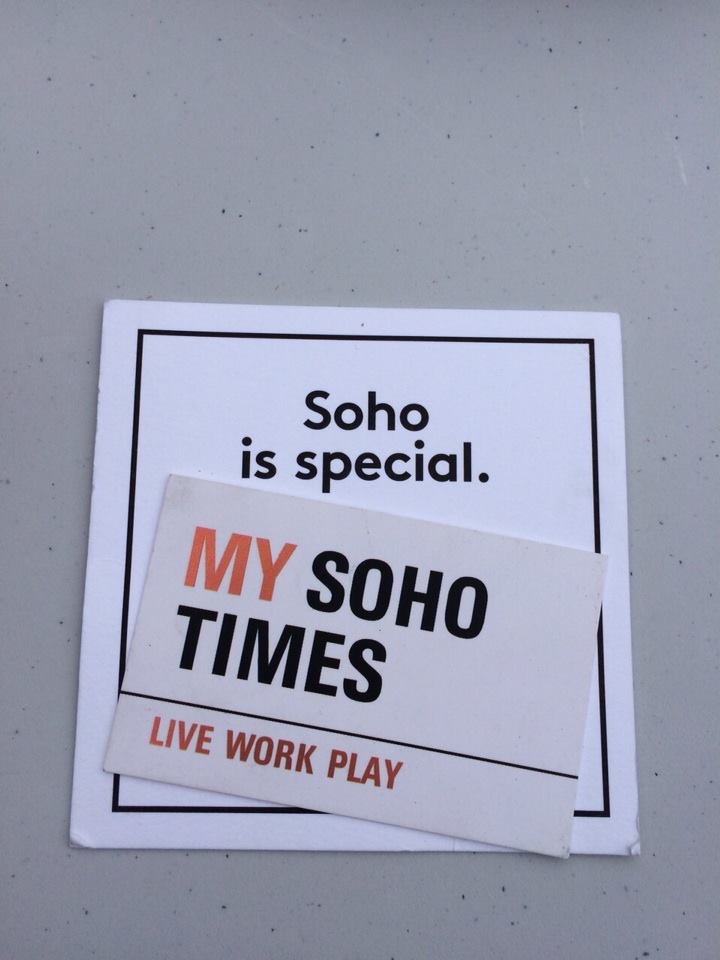 Soho
is special.
MY SOHO
TIMES
LIVE WORK PLAY